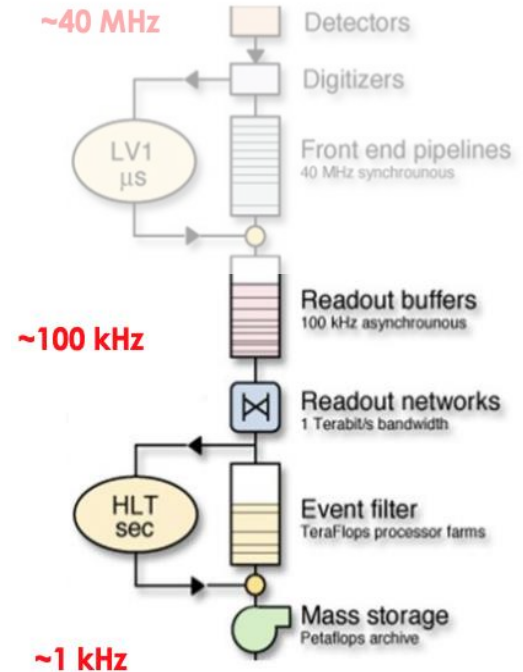 ~40 MHz
Detectors
Digitizers
LV1
μs
Front end pipelines
40 MHz synchrounous
Readout buffers
100 kHz asynchrounous
~100 kHz
Readout networks
1 Terabit/s bandwidth
HLT
sec
Event filter
TeraFlops processor farms
Mass storage
Petaflops archive
~1 kHz